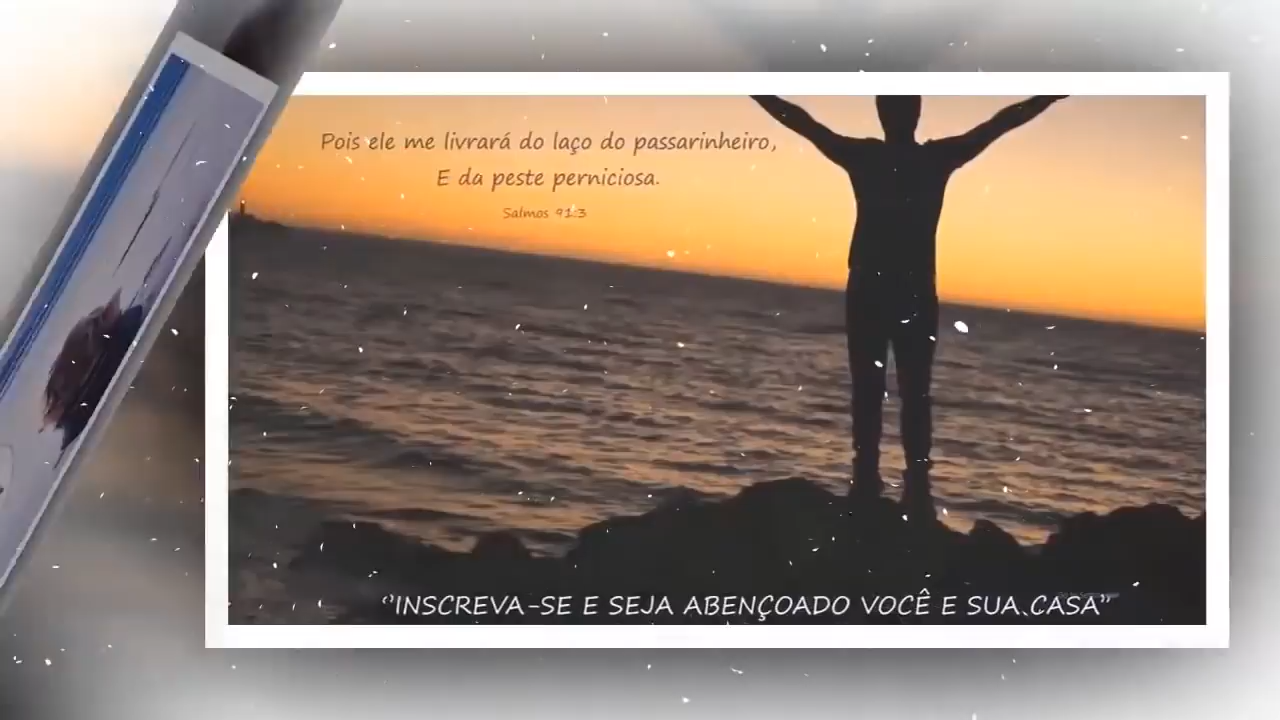 Pois ele me livrará do laço do passarinheiro,
E da peste perniciosa.
Salmos 91:3
‘’INSCREVA-SE E SEJA ABENÇOADO VOCÊ E SUA CASA’’